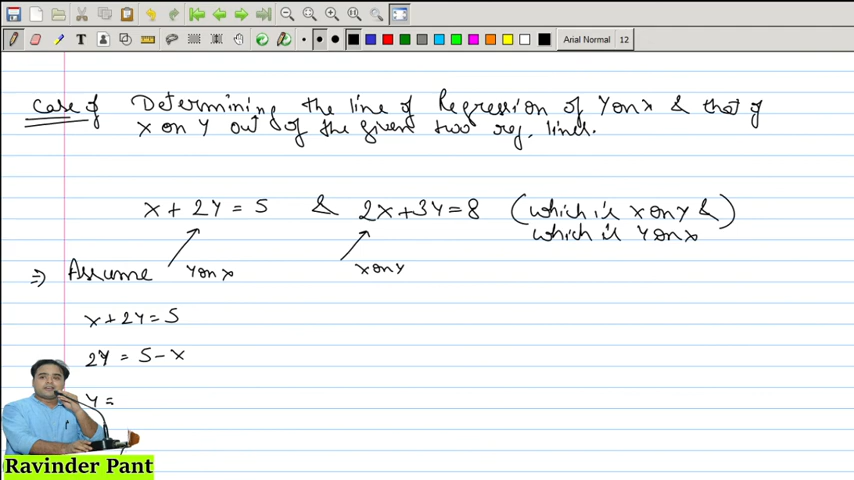 Arial Normal 12
Case of Determining the line of Regression of Y on X & that of
X on Y out of the given two reg. lines.
X + 2Y = 5 & 2X + 3Y = 8 (which is X on Y &
which is Y on X)
⇒ Assume Y on X X on Y
X + 2Y = 5
2Y = 5 - X
Y =
Ravinder Pant